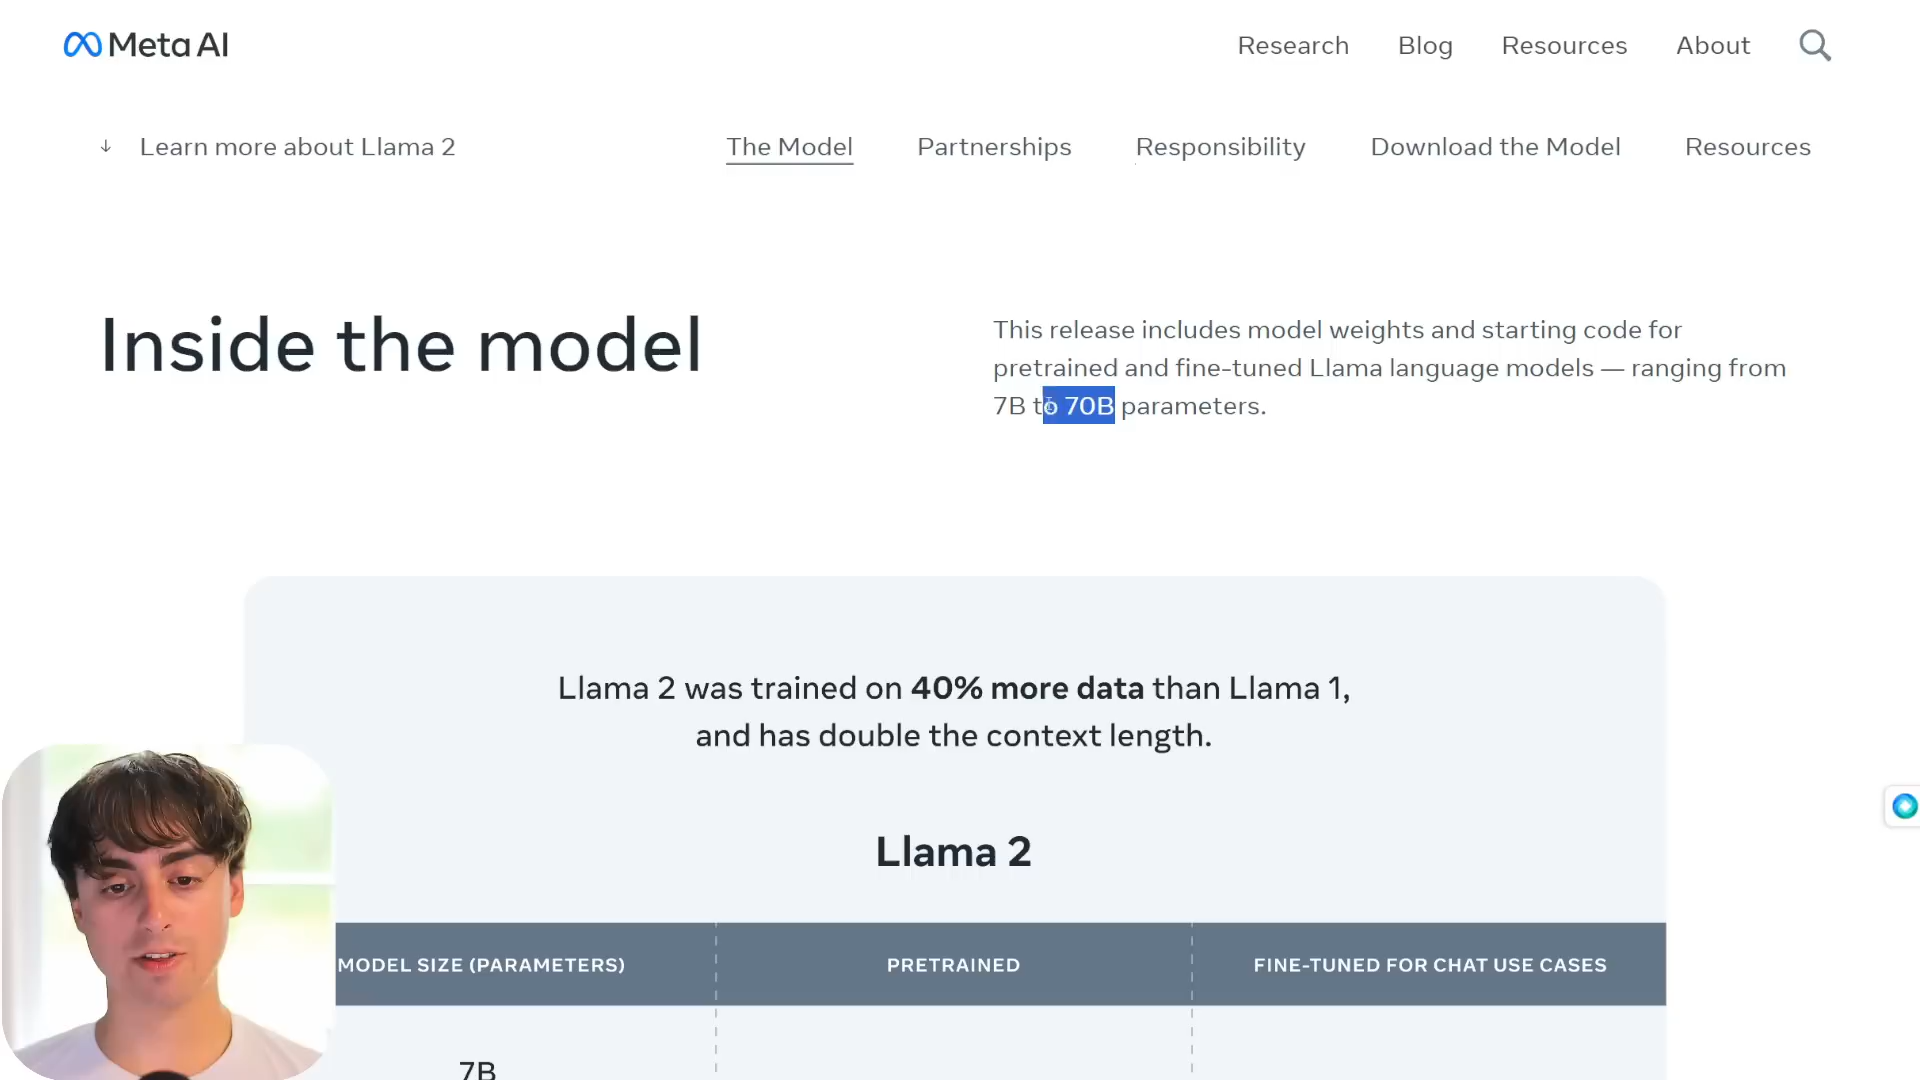 Meta AI
Research
Blog
Resources
About
Learn more about Llama 2
The Model
Partnerships
Responsibility
Download the Model
Resources
Inside the model
This release includes model weights and starting code for
pretrained and fine-tuned Llama language models — ranging from
7B to 70B parameters.
Llama 2 was trained on 40% more data than Llama 1,
and has double the context length.
Llama 2
MODEL SIZE (PARAMETERS)
PRETRAINED
FINE-TUNED FOR CHAT USE CASES
7B